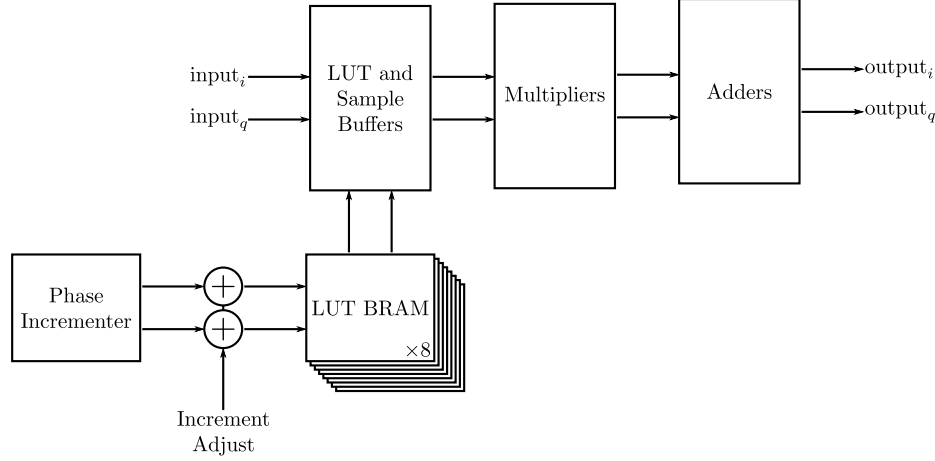 input_i
input_q
LUT and
Sample
Buffers
Multipliers
Adders
output_i
output_q
Phase
Incrementer
+
+
LUT BRAM
×8
Increment
Adjust